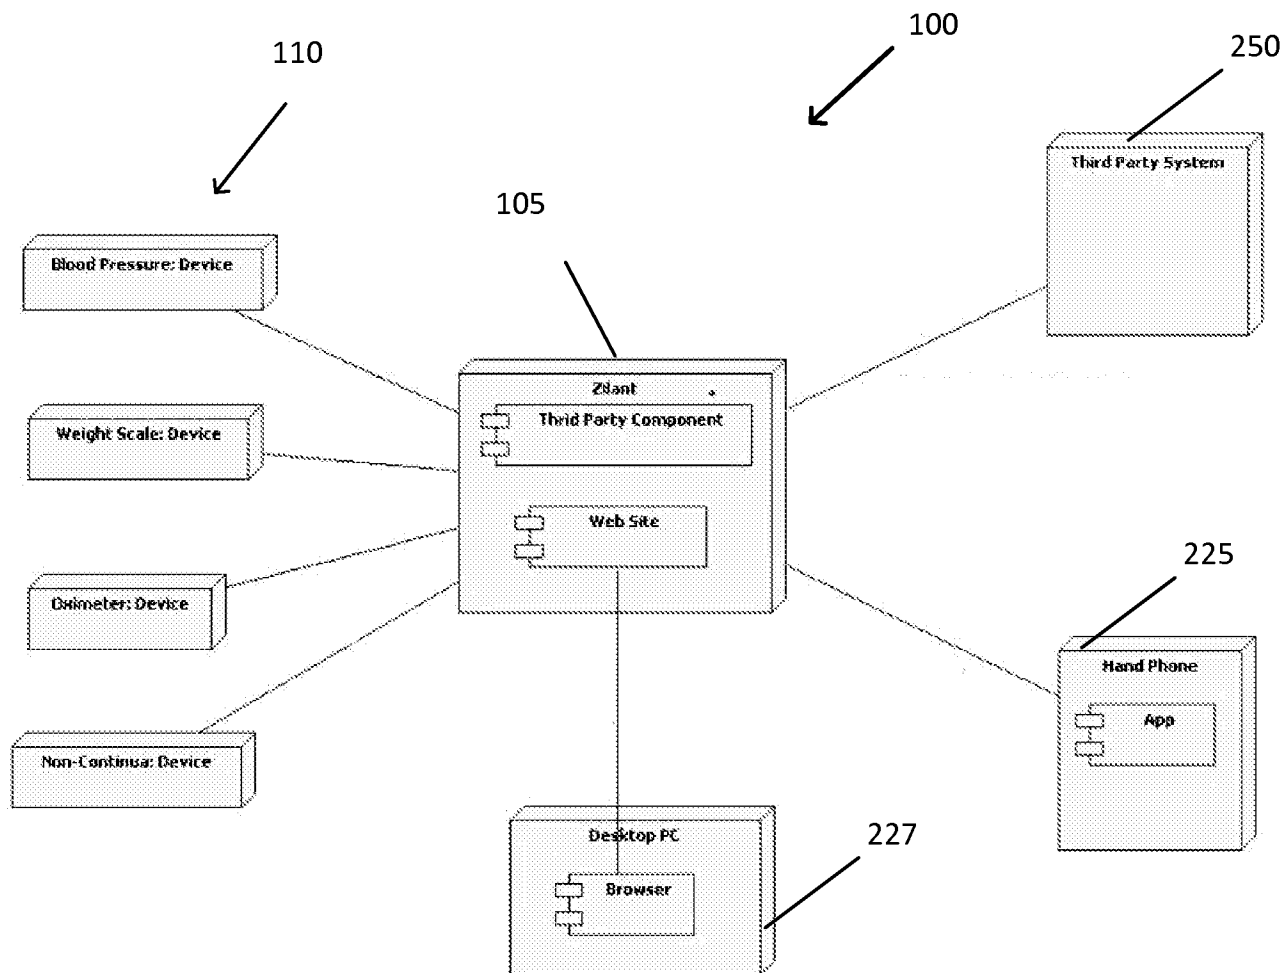 100
110
250
Third Party System
105
Blood Pressure: Device
Zilant
Thrid Party Component
Weight Scale: Device
Web Site
225
Oximeter: Device
Hand Phone
App
Non-Continua: Device
Desktop PC
227
Browser